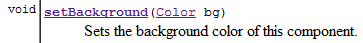 void setBackground(Color bg)
Sets the background color of this component.